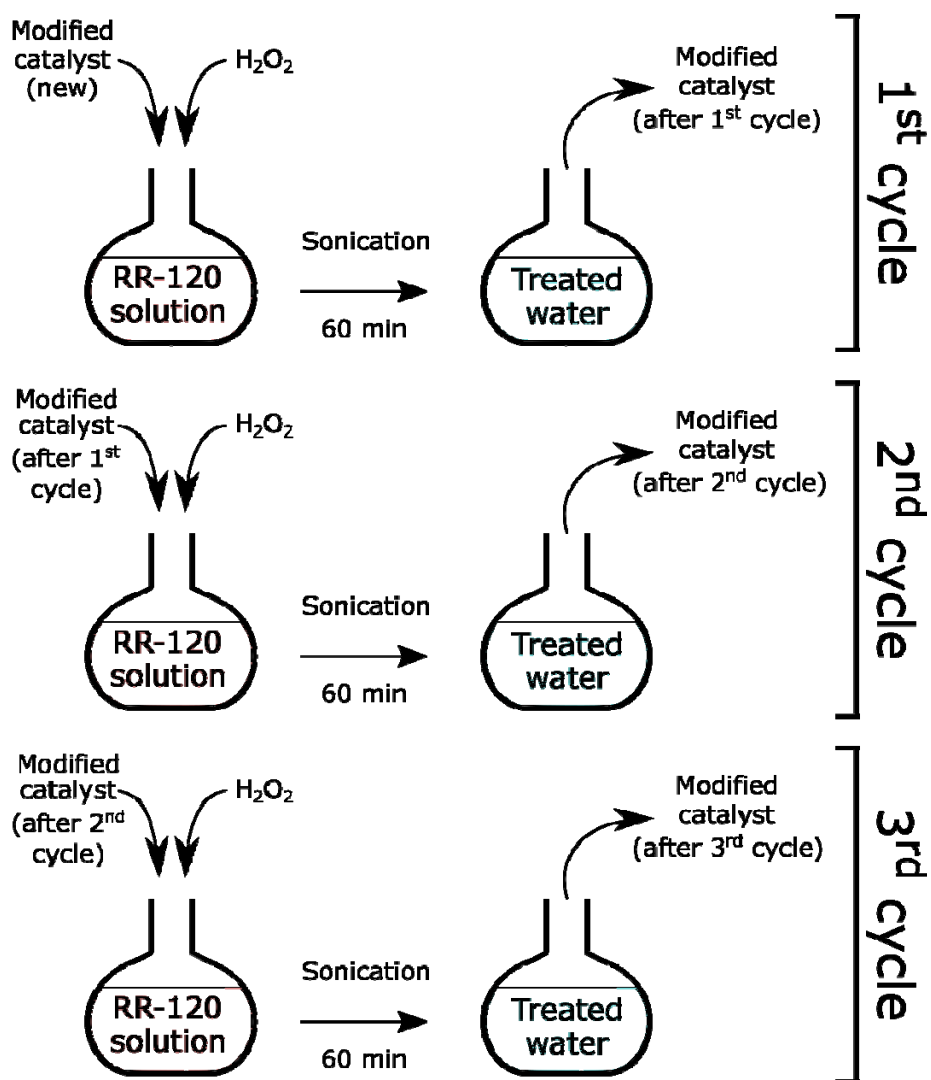 Modified
catalyst
(new)
H₂O₂
Modified
catalyst
(after 1ˢᵗ cycle)
Sonication
60 min
RR-120
solution
Treated
water
1ˢᵗ cycle
Modified
catalyst
(after 1ˢᵗ
cycle)
H₂O₂
Modified
catalyst
(after 2ⁿᵈ cycle)
Sonication
60 min
RR-120
solution
Treated
water
2ⁿᵈ cycle
Modified
catalyst
(after 2ⁿᵈ
cycle)
H₂O₂
Modified
catalyst
(after 3ʳᵈ cycle)
Sonication
60 min
RR-120
solution
Treated
water
3ʳᵈ cycle